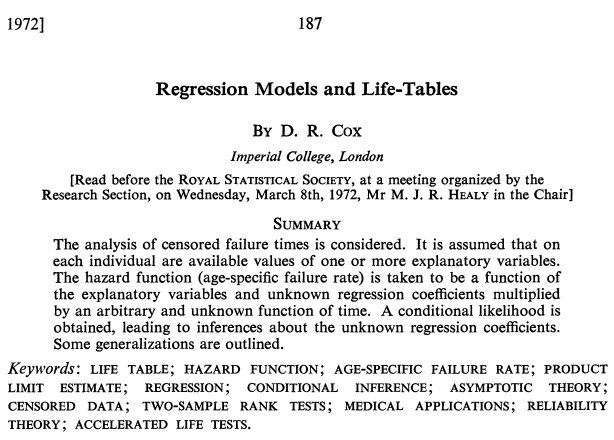 1972] 187
Regression Models and Life-Tables
BY D. R. COX
Imperial College, London
[Read before the ROYAL STATISTICAL SOCIETY, at a meeting organized by the
Research Section, on Wednesday, March 8th, 1972, Mr M. J. R. HEALY in the Chair]
SUMMARY
The analysis of censored failure times is considered. It is assumed that on
each individual are available values of one or more explanatory variables.
The hazard function (age-specific failure rate) is taken to be a function of
the explanatory variables and unknown regression coefficients multiplied
by an arbitrary and unknown function of time. A conditional likelihood is
obtained, leading to inferences about the unknown regression coefficients.
Some generalizations are outlined.
Keywords: LIFE TABLE; HAZARD FUNCTION; AGE-SPECIFIC FAILURE RATE; PRODUCT
LIMIT ESTIMATE; REGRESSION; CONDITIONAL INFERENCE; ASYMPTOTIC THEORY;
CENSORED DATA; TWO-SAMPLE RANK TESTS; MEDICAL APPLICATIONS; RELIABILITY
THEORY; ACCELERATED LIFE TESTS.